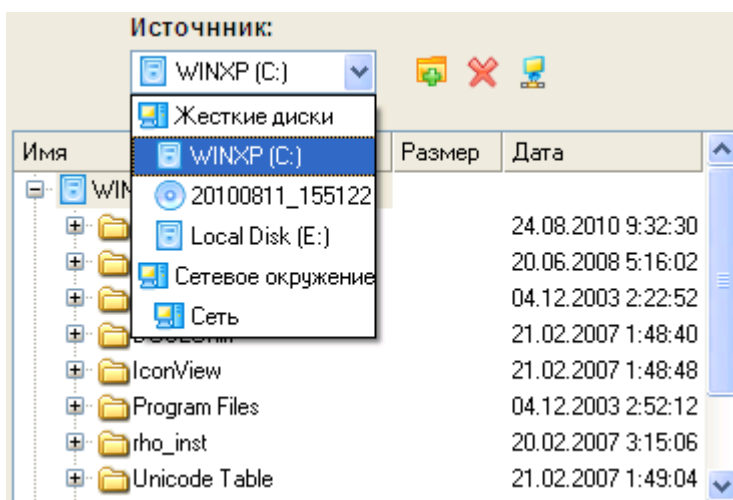 Источнник:
WINXP (C:)
Жесткие диски
Имя
WINXP (C:)
Размер
Дата
20100811_155122
Local Disk (E:)
24.08.2010 9:32:30
20.06.2008 5:16:02
Сетевое окружение
04.12.2003 2:22:52
Сеть
21.02.2007 1:48:40
IconView 21.02.2007 1:48:48
Program Files 04.12.2003 2:52:12
rho_inst 20.02.2007 3:15:06
Unicode Table 21.02.2007 1:49:04